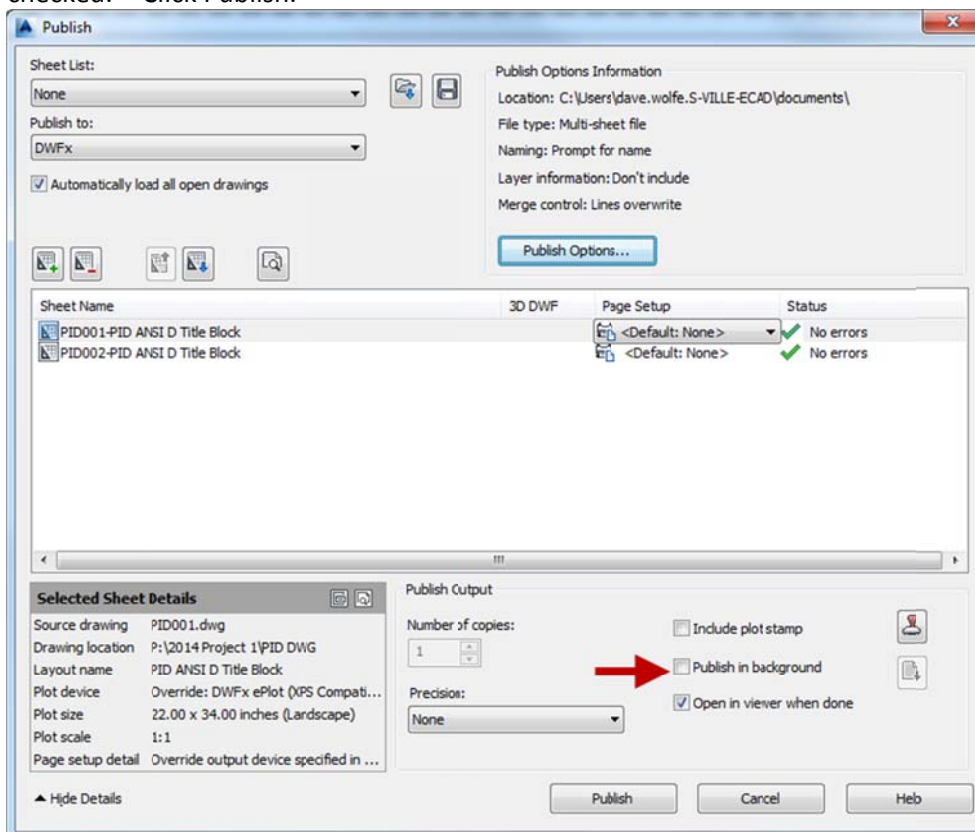 checked. Click Publish.
Publish
Sheet List:
None
Publish to:
DWFx
Automatically load all open drawings
Publish Options Information
Location: C:\Users\dave.wolfe.S-VILLE-ECAD\documents\
File type: Multi-sheet file
Naming: Prompt for name
Layer information: Don't include
Merge control: Lines overwrite
Publish Options...
Sheet Name 3D DWF Page Setup Status
PID001-PID ANSI D Title Block <Default: None> No errors
PID002-PID ANSI D Title Block <Default: None> No errors
Selected Sheet Details
Source drawing PID001.dwg
Drawing location P:\2014 Project 1\PID DWG
Layout name PID ANSI D Title Block
Plot device Override: DWFx ePlot (XPS Compati...
Plot size 22.00 x 34.00 inches (Landscape)
Plot scale 1:1
Page setup detail Override output device specified in ...
Hide Details
Publish Output
Number of copies:
1
Precision:
None
Include plot stamp
Publish in background
Open in viewer when done
Publish Cancel Help